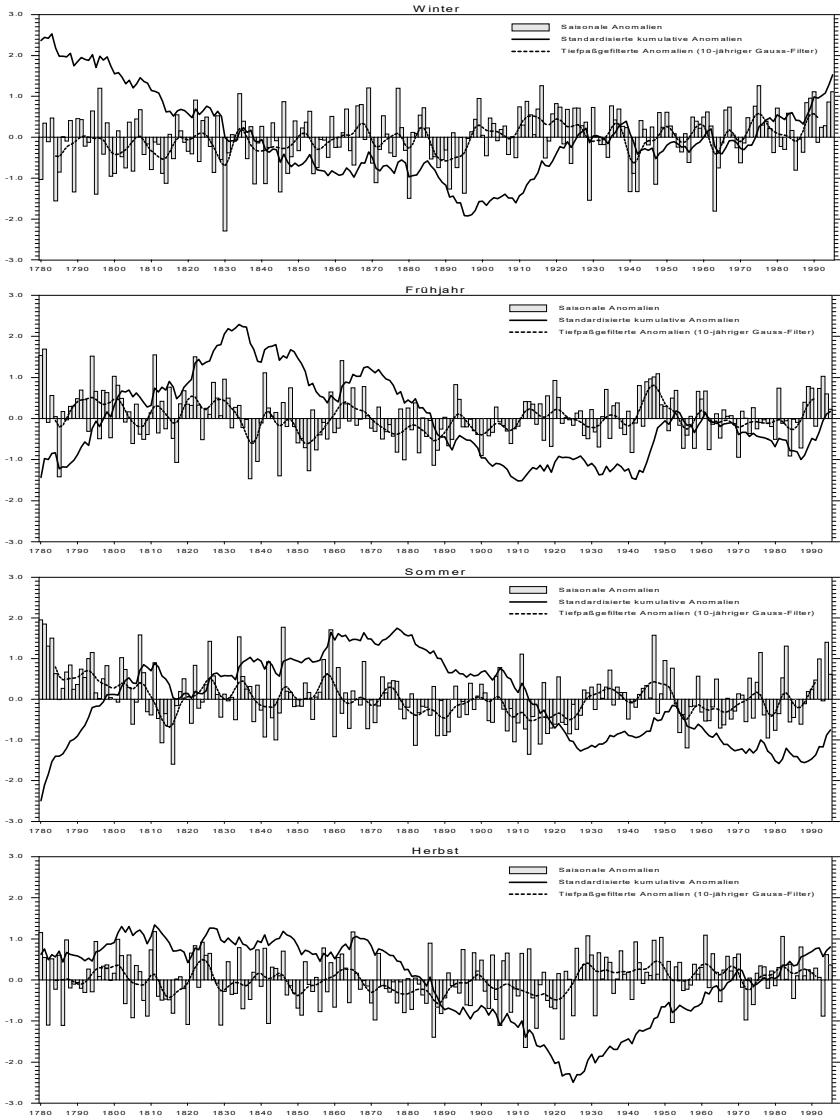 Winter
3.0
Saisonale Anomalien
Standardisierte kumulative Anomalien
Tiefpaßgefilterte Anomalien (10-jähriger Gauss-Filter)
2.0
1.0
0.0
-1.0
-2.0
-3.0
1780 1790 1800 1810 1820 1830 1840 1850 1860 1870 1880 1890 1900 1910 1920 1930 1940 1950 1960 1970 1980 1990
Frühjahr
3.0
Saisonale Anomalien
Standardisierte kumulative Anomalien
Tiefpaßgefilterte Anomalien (10-jähriger Gauss-Filter)
2.0
1.0
0.0
-1.0
-2.0
-3.0
1780 1790 1800 1810 1820 1830 1840 1850 1860 1870 1880 1890 1900 1910 1920 1930 1940 1950 1960 1970 1980 1990
Sommer
3.0
Saisonale Anomalien
Standardisierte kumulative Anomalien
Tiefpaßgefilterte Anomalien (10-jähriger Gauss-Filter)
2.0
1.0
0.0
-1.0
-2.0
-3.0
1780 1790 1800 1810 1820 1830 1840 1850 1860 1870 1880 1890 1900 1910 1920 1930 1940 1950 1960 1970 1980 1990
Herbst
3.0
Saisonale Anomalien
Standardisierte kumulative Anomalien
Tiefpaßgefilterte Anomalien (10-jähriger Gauss-Filter)
2.0
1.0
0.0
-1.0
-2.0
-3.0
1780 1790 1800 1810 1820 1830 1840 1850 1860 1870 1880 1890 1900 1910 1920 1930 1940 1950 1960 1970 1980 1990